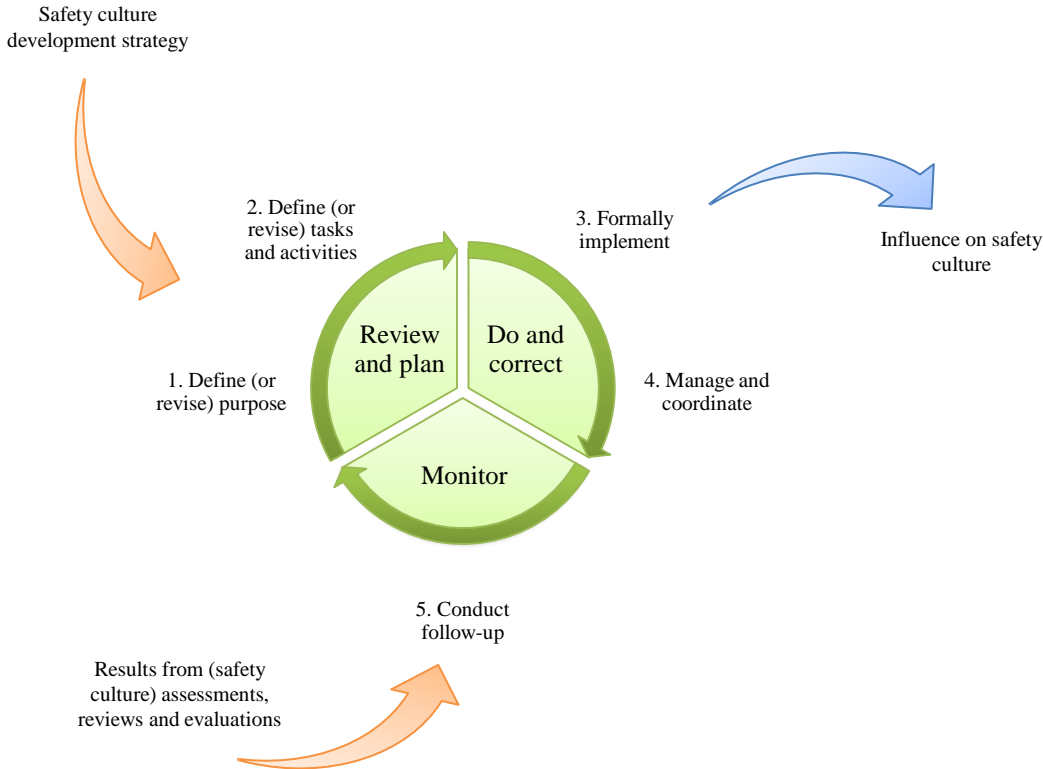 Safety culture
development strategy
2. Define (or
revise) tasks
and activities
3. Formally
implement
Influence on safety
culture
Review
and plan
Do and
correct
1. Define (or
revise) purpose
4. Manage and
coordinate
Monitor
5. Conduct
follow-up
Results from (safety
culture) assessments,
reviews and evaluations